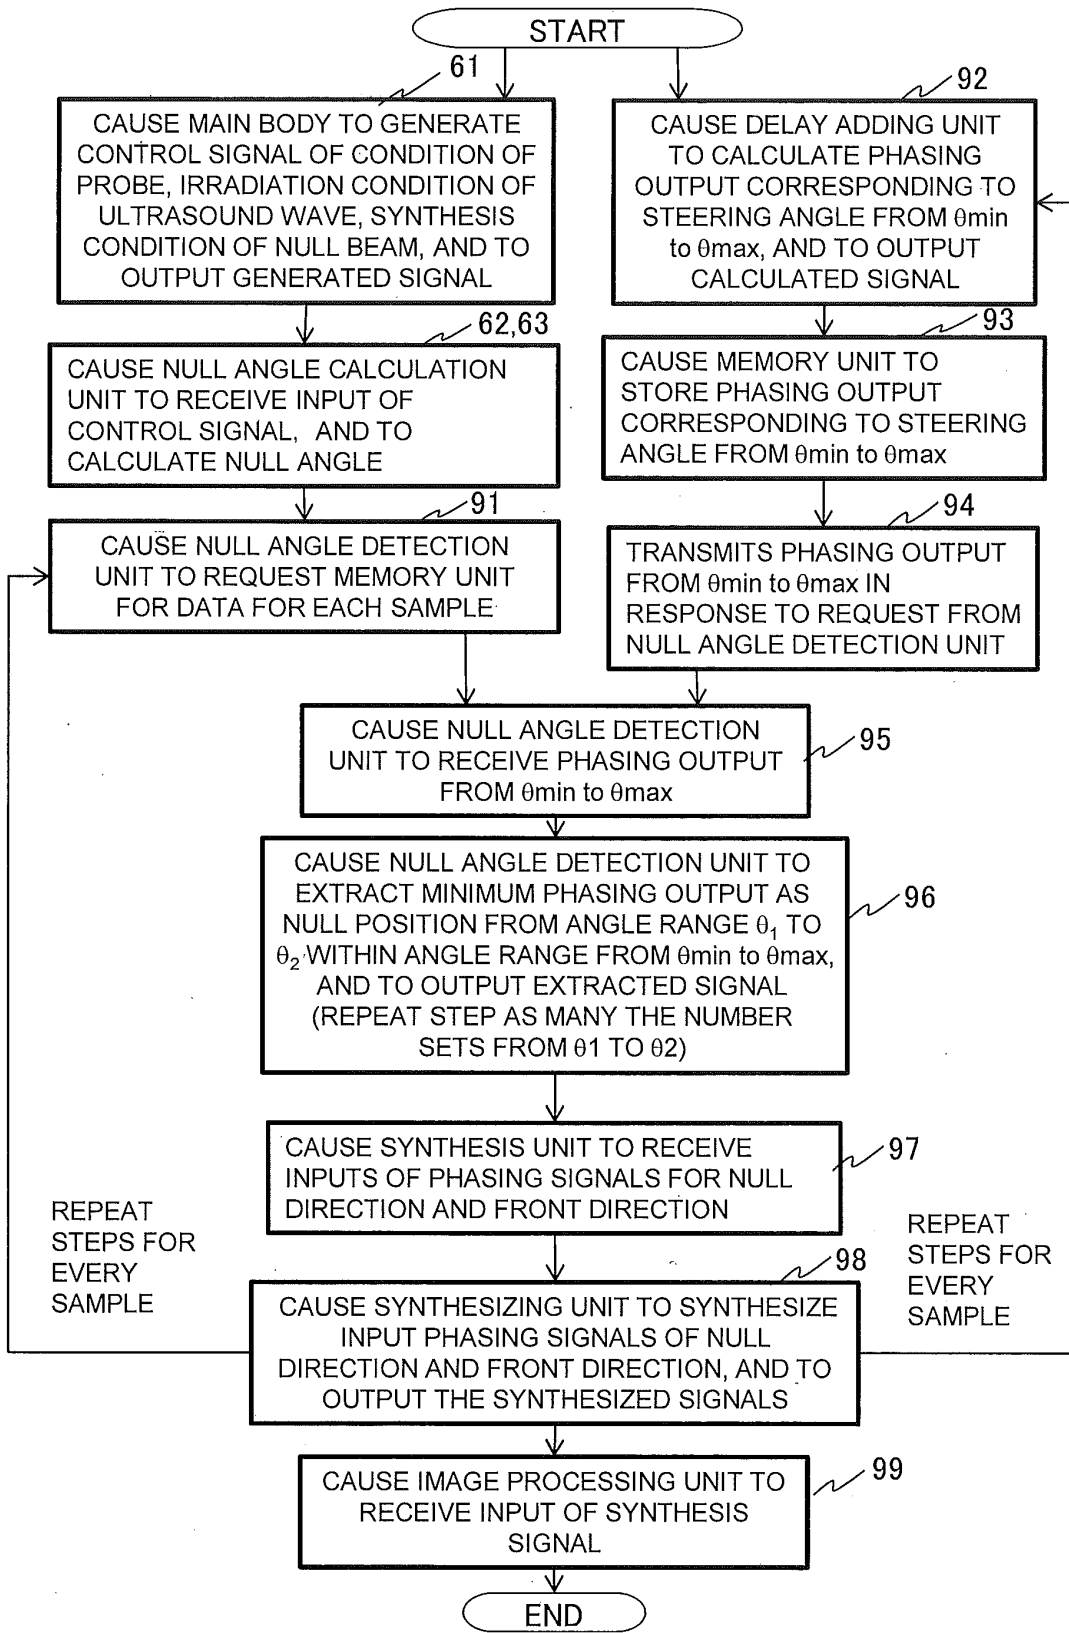 START
61
CAUSE MAIN BODY TO GENERATE
CONTROL SIGNAL OF CONDITION OF
PROBE, IRRADIATION CONDITION OF
ULTRASOUND WAVE, SYNTHESIS
CONDITION OF NULL BEAM, AND TO
OUTPUT GENERATED SIGNAL
92
CAUSE DELAY ADDING UNIT
TO CALCULATE PHASING
OUTPUT CORRESPONDING TO
STEERING ANGLE FROM θmin
to θmax, AND TO OUTPUT
CALCULATED SIGNAL
62,63
CAUSE NULL ANGLE CALCULATION
UNIT TO RECEIVE INPUT OF
CONTROL SIGNAL, AND TO
CALCULATE NULL ANGLE
93
CAUSE MEMORY UNIT TO
STORE PHASING OUTPUT
CORRESPONDING TO STEERING
ANGLE FROM θmin to θmax
91
CAUSE NULL ANGLE DETECTION
UNIT TO REQUEST MEMORY UNIT
FOR DATA FOR EACH SAMPLE
94
TRANSMITS PHASING OUTPUT
FROM θmin to θmax IN
RESPONSE TO REQUEST FROM
NULL ANGLE DETECTION UNIT
95
CAUSE NULL ANGLE DETECTION
UNIT TO RECEIVE PHASING OUTPUT
FROM θmin to θmax
96
CAUSE NULL ANGLE DETECTION UNIT TO
EXTRACT MINIMUM PHASING OUTPUT AS
NULL POSITION FROM ANGLE RANGE θ₁ TO
θ₂ WITHIN ANGLE RANGE FROM θmin to θmax,
AND TO OUTPUT EXTRACTED SIGNAL
(REPEAT STEP AS MANY THE NUMBER
SETS FROM θ1 TO θ2)
97
CAUSE SYNTHESIS UNIT TO RECEIVE
INPUTS OF PHASING SIGNALS FOR NULL
DIRECTION AND FRONT DIRECTION
REPEAT
STEPS FOR
EVERY
SAMPLE
REPEAT
STEPS FOR
EVERY
SAMPLE
98
CAUSE SYNTHESIZING UNIT TO SYNTHESIZE
INPUT PHASING SIGNALS OF NULL
DIRECTION AND FRONT DIRECTION, AND TO
OUTPUT THE SYNTHESIZED SIGNALS
99
CAUSE IMAGE PROCESSING UNIT TO
RECEIVE INPUT OF SYNTHESIS
SIGNAL
END